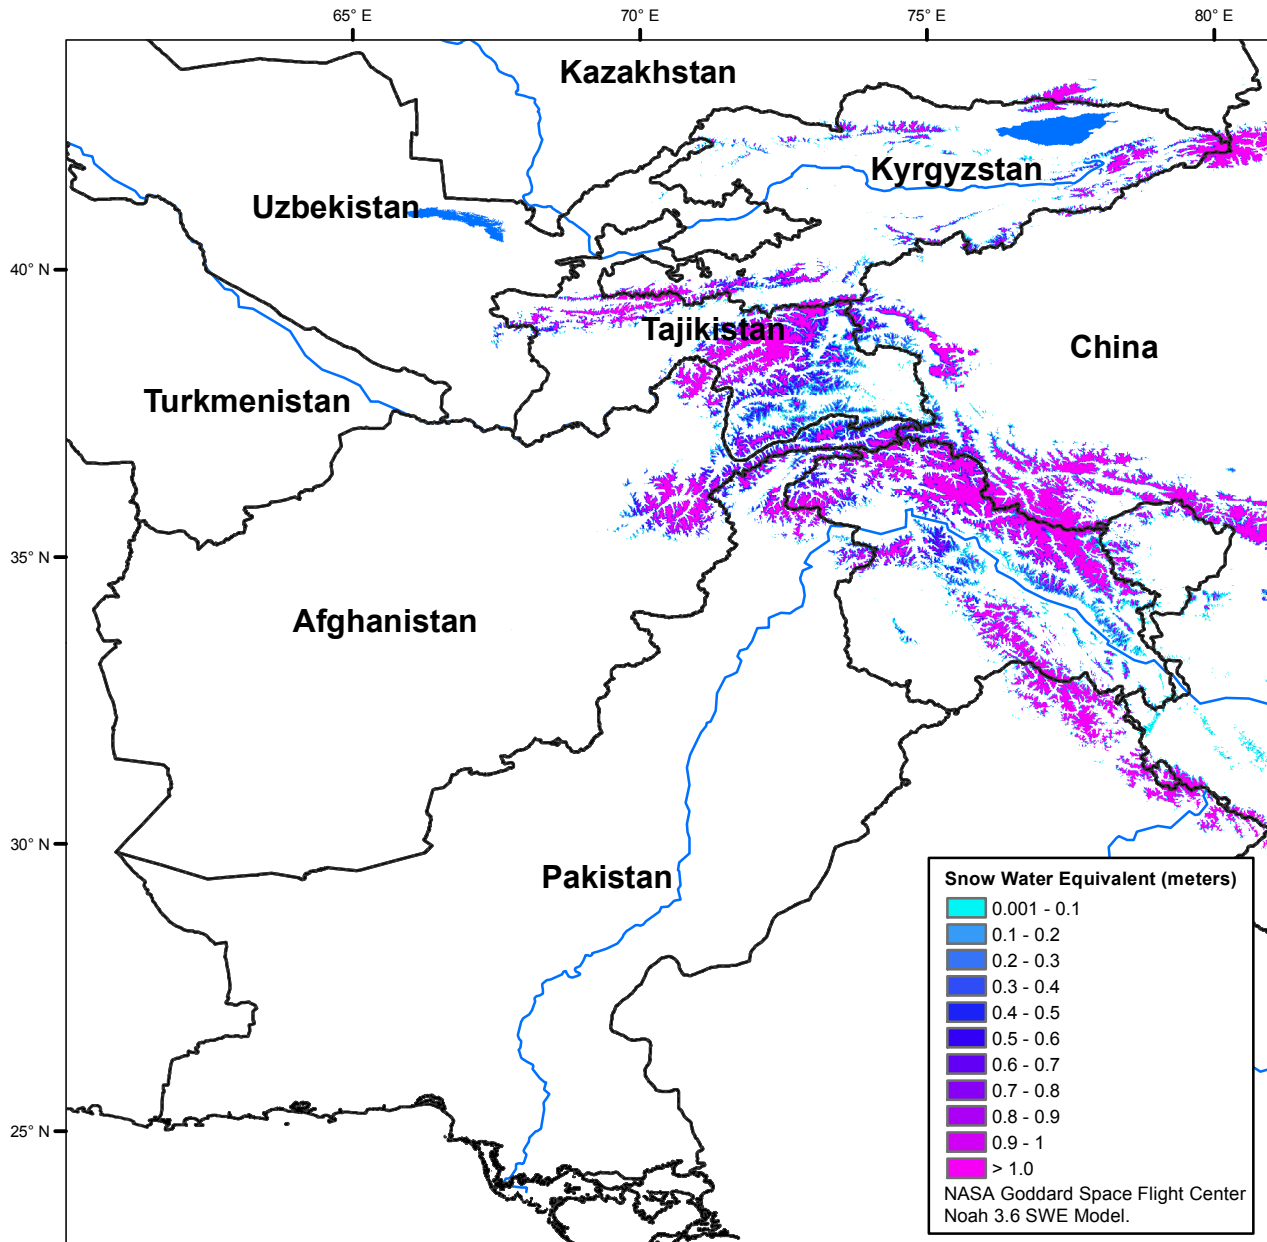 65° E
70° E
75° E
80° E
Kazakhstan
Kyrgyzstan
Uzbekistan
40° N
Tajikistan
China
Turkmenistan
35° N
Afghanistan
30° N
Pakistan
25° N
Snow Water Equivalent (meters)
0.001 - 0.1
0.1 - 0.2
0.2 - 0.3
0.3 - 0.4
0.4 - 0.5
0.5 - 0.6
0.6 - 0.7
0.7 - 0.8
0.8 - 0.9
0.9 - 1
> 1.0
NASA Goddard Space Flight Center
Noah 3.6 SWE Model.